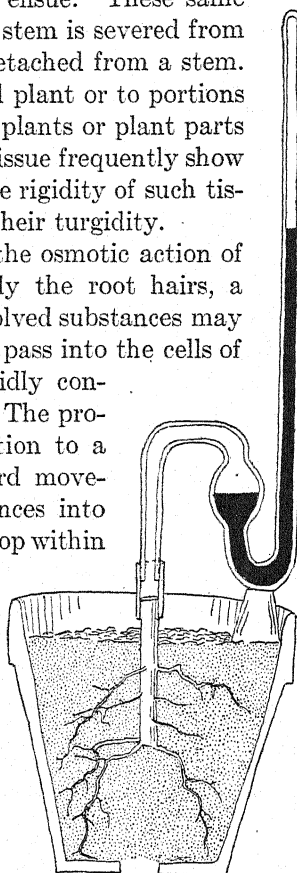 ensue. These same
stem is severed from
etached from a stem.
plant or to portions
plants or plant parts
issue frequently show
e rigidity of such tis-
heir turgidity.
the osmotic action of
ly the root hairs, a
olved substances may
pass into the cells of
idly con-
The pro-
tion to a
rd move-
nces into
op within